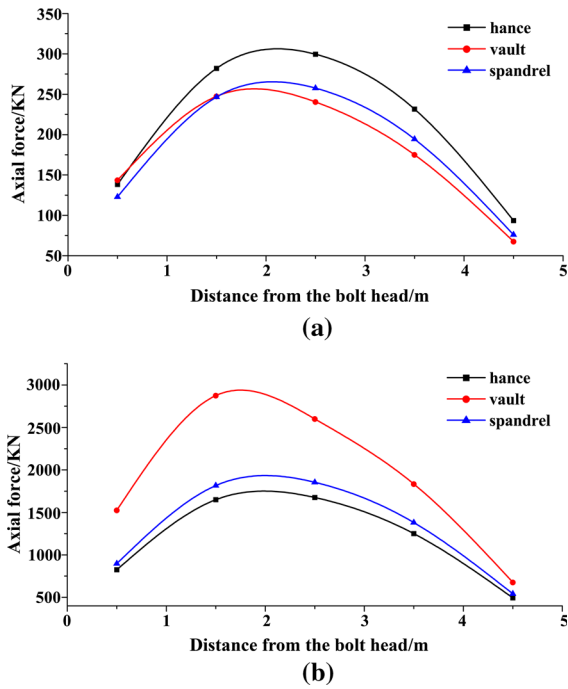 350
300
250
200
150
100
50
Axial force/KN
hance
vault
spandrel
0 1 2 3 4 5
Distance from the bolt head/m
(a)
3000
2500
2000
1500
1000
500
Axial force/KN
hance
vault
spandrel
0 1 2 3 4 5
Distance from the bolt head/m
(b)